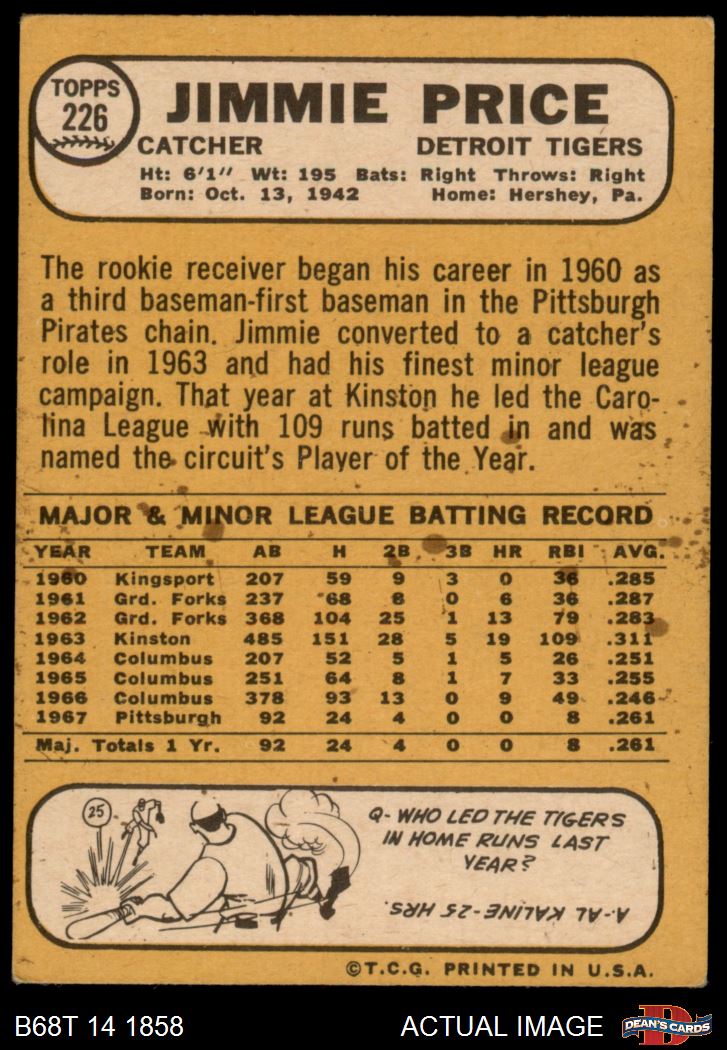 TOPPS
226
JIMMIE PRICE
CATCHER DETROIT TIGERS
Ht: 6'1" Wt: 195 Bats: Right Throws: Right
Born: Oct. 13, 1942 Home: Hershey, Pa.
The rookie receiver began his career in 1960 as
a third baseman-first baseman in the Pittsburgh
Pirates chain. Jimmie converted to a catcher's
role in 1963 and had his finest minor league
campaign. That year at Kinston he led the Caro-
lina League with 109 runs batted in and was
named the circuit's Player of the Year.
MAJOR & MINOR LEAGUE BATTING RECORD
YEAR TEAM AB H 2B 3B HR RBI AVG.
1960 Kingsport 207 59 9 3 0 36 .285
1961 Grd. Forks 237 68 8 0 6 36 .287
1962 Grd. Forks 368 104 25 1 13 79 .283
1963 Kinston 485 151 28 5 19 109 .311
1964 Columbus 207 52 5 1 5 26 .251
1965 Columbus 251 64 8 1 7 33 .255
1966 Columbus 378 93 13 0 9 49 .246
1967 Pittsburgh 92 24 4 0 0 8 .261
Maj. Totals 1 Yr. 92 24 4 0 0 8 .261
25
Q- WHO LED THE TIGERS
IN HOME RUNS LAST
YEAR?
A-AL KALINE-25 HRS.
©T.C.G. PRINTED IN U.S.A.
B68T 14 1858 ACTUAL IMAGE
D
DEAN'S CARDS